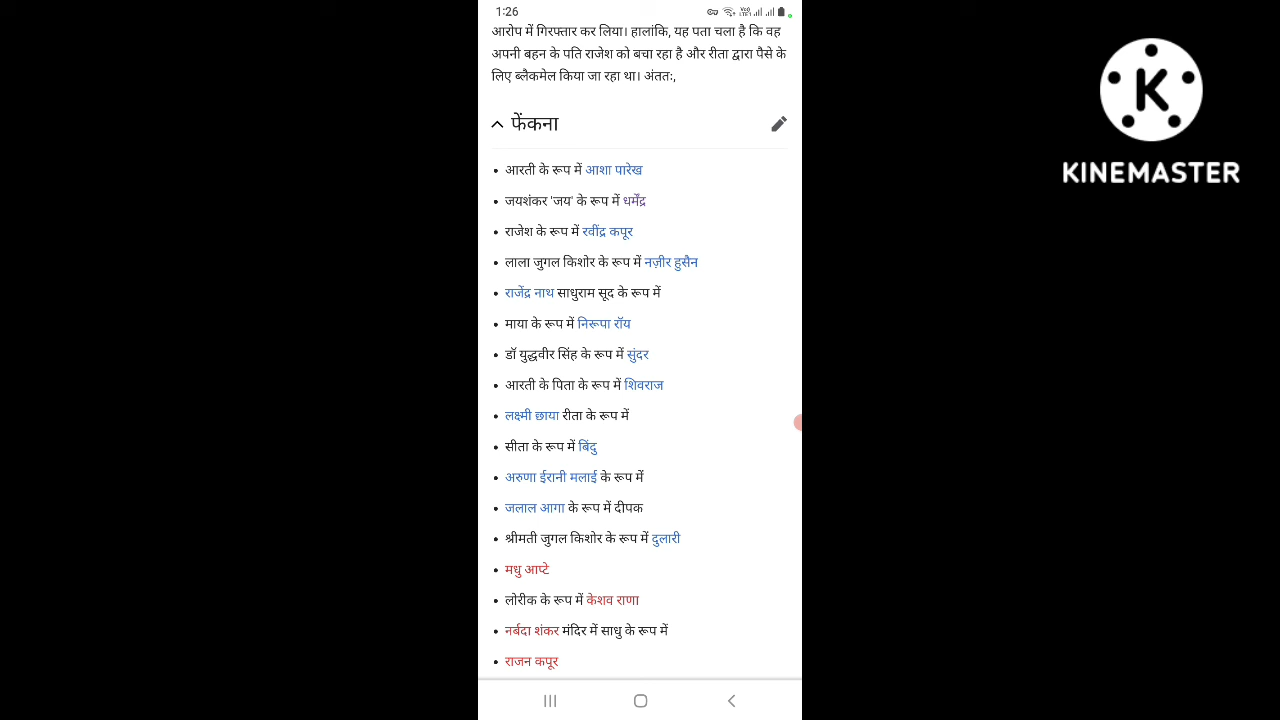 1:26
आरोप में गिरफ्तार कर लिया। हालांकि, यह पता चला है कि वह
अपनी बहन के पति राजेश को बचा रहा है और रीता द्वारा पैसे के
लिए ब्लैकमेल किया जा रहा था। अंततः,
फेंकना
आरती के रूप में आशा पारेख
जयशंकर 'जय' के रूप में धर्मेंद्र
राजेश के रूप में रवींद्र कपूर
लाला जुगल किशोर के रूप में नज़ीर हुसैन
राजेंद्र नाथ साधुराम सूद के रूप में
माया के रूप में निरूपा रॉय
डॉ युद्धवीर सिंह के रूप में सुंदर
आरती के पिता के रूप में शिवराज
लक्ष्मी छाया रीता के रूप में
सीता के रूप में बिंदु
अरुणा ईरानी मलाई के रूप में
जलाल आगा के रूप में दीपक
श्रीमती जुगल किशोर के रूप में दुलारी
मधु आप्टे
लोरीक के रूप में केशव राणा
नर्बदा शंकर मंदिर में साधु के रूप में
राजन कपूर
K
KINEMASTER